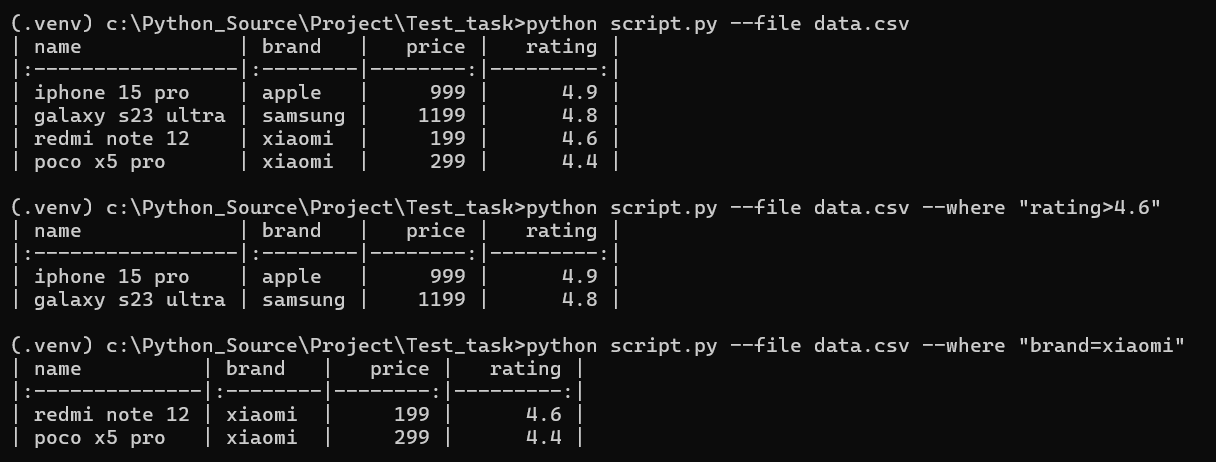 (.venv) c:\Python_Source\Project\Test_task>python script.py --file data.csv
| name             | brand   |   price |   rating |
|:-----------------|:--------|--------:|---------:|
| iphone 15 pro    | apple   |     999 |      4.9 |
| galaxy s23 ultra | samsung |    1199 |      4.8 |
| redmi note 12    | xiaomi  |     199 |      4.6 |
| poco x5 pro      | xiaomi  |     299 |      4.4 |
(.venv) c:\Python_Source\Project\Test_task>python script.py --file data.csv --where "rating>4.6"
| name             | brand   |   price |   rating |
|:-----------------|:--------|--------:|---------:|
| iphone 15 pro    | apple   |     999 |      4.9 |
| galaxy s23 ultra | samsung |    1199 |      4.8 |
(.venv) c:\Python_Source\Project\Test_task>python script.py --file data.csv --where "brand=xiaomi"
| name          | brand   |   price |   rating |
|:--------------|:--------|--------:|---------:|
| redmi note 12 | xiaomi  |     199 |      4.6 |
| poco x5 pro   | xiaomi  |     299 |      4.4 |